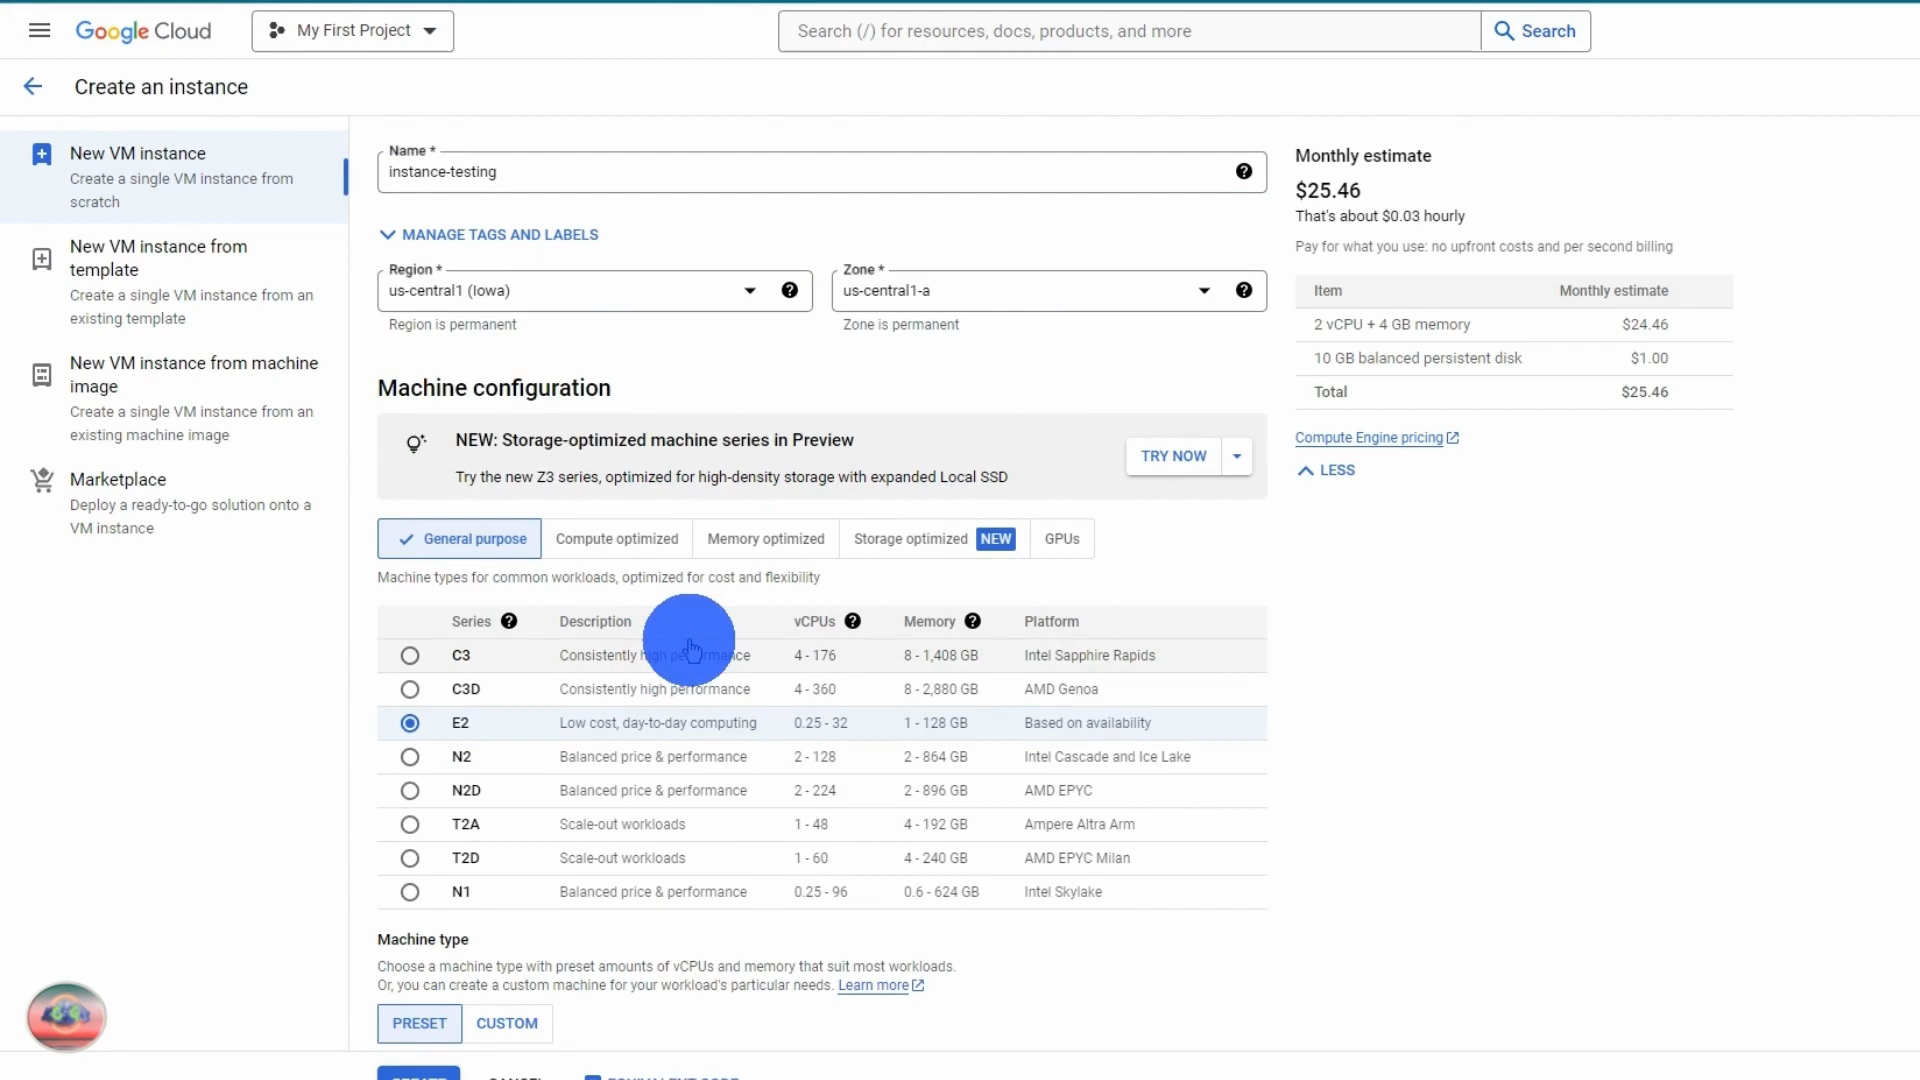 Google Cloud
My First Project
Search (/) for resources, docs, products, and more
Search
Create an instance
New VM instance
Create a single VM instance from
scratch
New VM instance from
template
Create a single VM instance from an
existing template
New VM instance from machine
image
Create a single VM instance from an
existing machine image
Marketplace
Deploy a ready-to-go solution onto a
VM instance
Name *
instance-testing
MANAGE TAGS AND LABELS
Region *
us-central1 (Iowa)
Region is permanent
Zone *
us-central1-a
Zone is permanent
Machine configuration
NEW: Storage-optimized machine series in Preview
Try the new Z3 series, optimized for high-density storage with expanded Local SSD
TRY NOW
General purpose
Compute optimized
Memory optimized
Storage optimized NEW
GPUs
Machine types for common workloads, optimized for cost and flexibility
Series Description vCPUs Memory Platform
C3 Consistently high performance 4 - 176 8 - 1,408 GB Intel Sapphire Rapids
C3D Consistently high performance 4 - 360 8 - 2,880 GB AMD Genoa
E2 Low cost, day-to-day computing 0.25 - 32 1 - 128 GB Based on availability
N2 Balanced price & performance 2 - 128 2 - 864 GB Intel Cascade and Ice Lake
N2D Balanced price & performance 2 - 224 2 - 896 GB AMD EPYC
T2A Scale-out workloads 1 - 48 4 - 192 GB Ampere Altra Arm
T2D Scale-out workloads 1 - 60 4 - 240 GB AMD EPYC Milan
N1 Balanced price & performance 0.25 - 96 0.6 - 624 GB Intel Skylake
Machine type
Choose a machine type with preset amounts of vCPUs and memory that suit most workloads.
Or, you can create a custom machine for your workload's particular needs. Learn more
PRESET
CUSTOM
CREATE
CANCEL
EQUIVALENT CODE
Monthly estimate
$25.46
That's about $0.03 hourly
Pay for what you use: no upfront costs and per second billing
Item Monthly estimate
2 vCPU + 4 GB memory $24.46
10 GB balanced persistent disk $1.00
Total $25.46
Compute Engine pricing
LESS